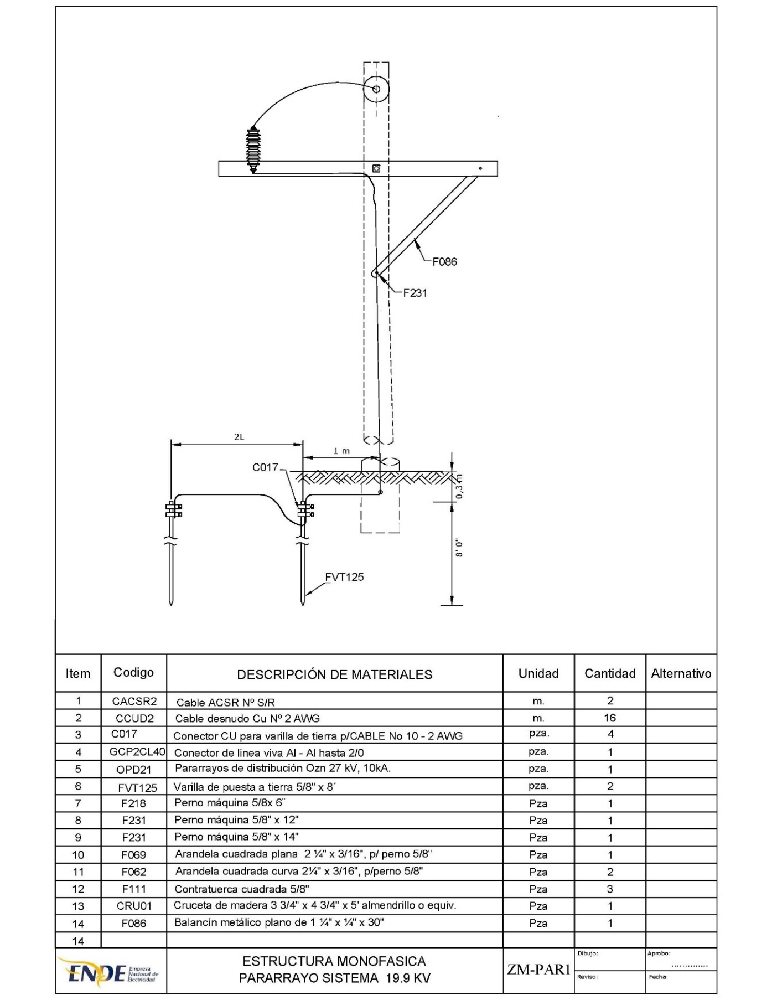 F086
F231
2L
1 m
C017
0,3 m
8' 0"
FVT125
Item Codigo DESCRIPCIÓN DE MATERIALES Unidad Cantidad Alternativo
1 CACSR2 Cable ACSR Nº S/R m. 2
2 CCUD2 Cable desnudo Cu Nº 2 AWG m. 16
3 C017 Conector CU para varilla de tierra p/CABLE No 10 - 2 AWG pza. 4
4 GCP2CL40 Conector de linea viva Al - Al hasta 2/0 pza. 1
5 OPD21 Pararrayos de distribución Ozn 27 kV, 10kA. pza. 1
6 FVT125 Varilla de puesta a tierra 5/8" x 8´ pza. 2
7 F218 Perno máquina 5/8x 6¨ Pza 1
8 F231 Perno máquina 5/8" x 12" Pza 1
9 F231 Perno máquina 5/8" x 14" Pza 1
10 F069 Arandela cuadrada plana 2 ¼" x 3/16", p/ perno 5/8" Pza 1
11 F062 Arandela cuadrada curva 2¼" x 3/16", p/perno 5/8" Pza 2
12 F111 Contratuerca cuadrada 5/8" Pza 3
13 CRU01 Cruceta de madera 3 3/4" x 4 3/4" x 5' almendrillo o equiv. Pza 1
14 F086 Balancín metálico plano de 1 ¼" x ¼" x 30" Pza 1
14
ENDE Empresa Nacional de Electricidad
ESTRUCTURA MONOFASICA
PARARRAYO SISTEMA 19.9 KV
ZM-PAR1
Dibujo: Aprobo: ..............
Reviso: Fecha: